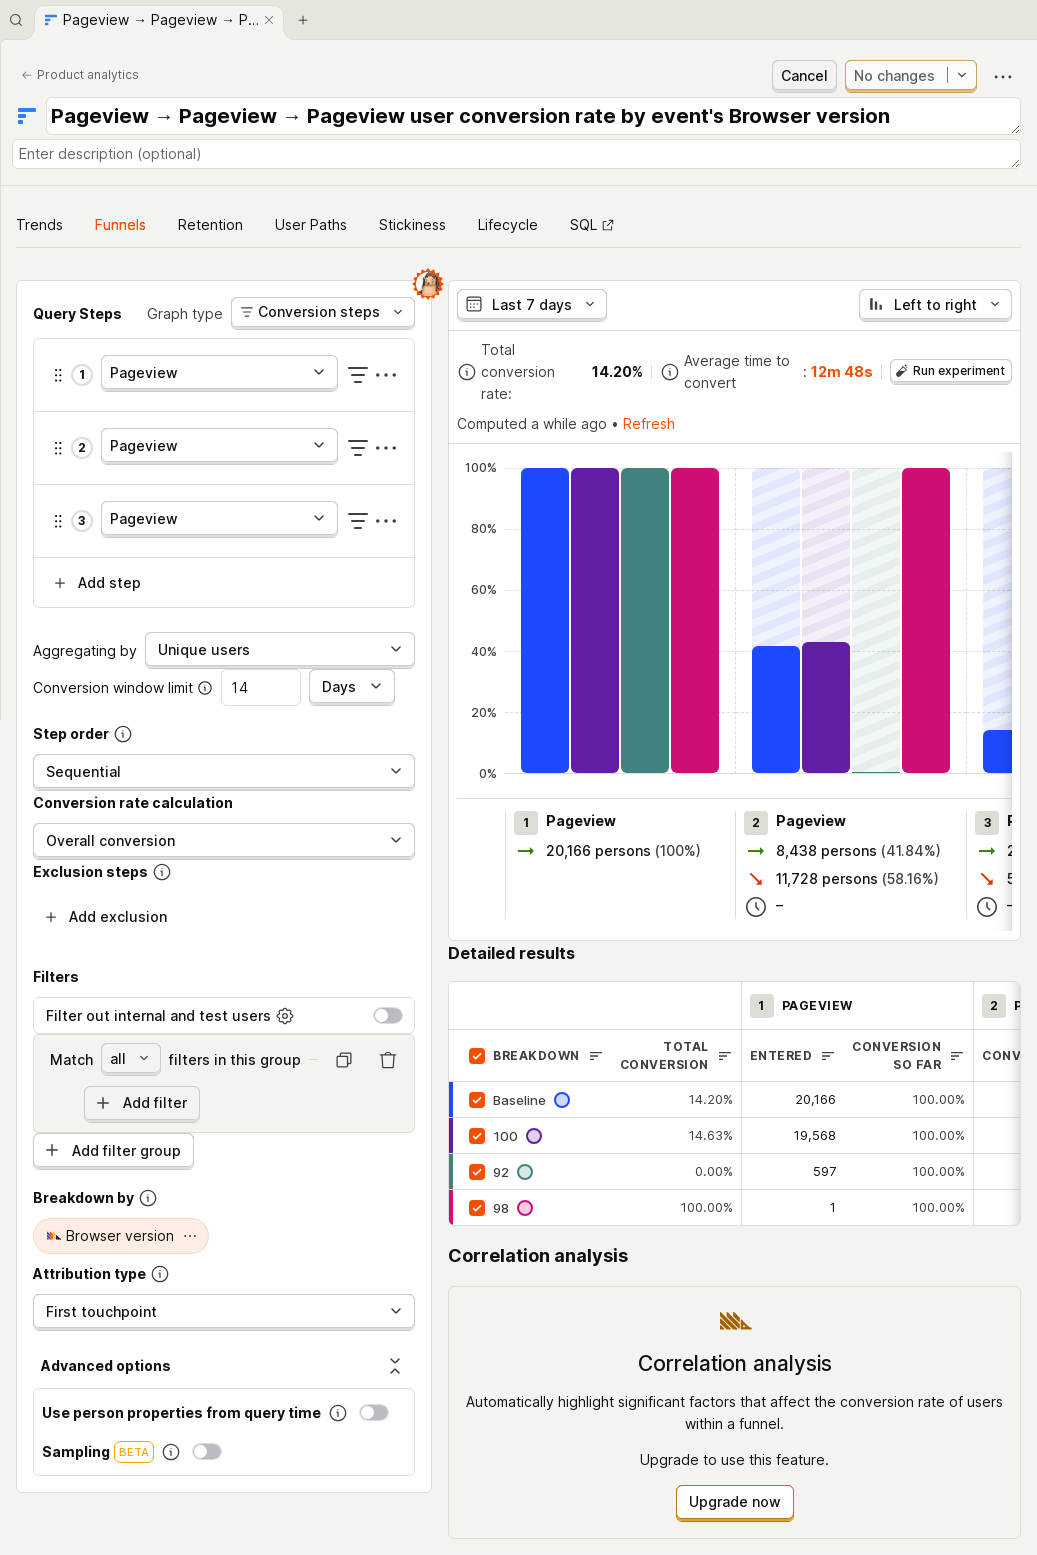 Pageview → Pageview → P...
← Product analytics
Cancel
No changes
Pageview → Pageview → Pageview user conversion rate by event's Browser version
Enter description (optional)
Trends
Funnels
Retention
User Paths
Stickiness
Lifecycle
SQL
Query Steps
Graph type
Conversion steps
1 Pageview
2 Pageview
3 Pageview
Add step
Aggregating by
Unique users
Conversion window limit
14
Days
Step order
Sequential
Conversion rate calculation
Overall conversion
Exclusion steps
Add exclusion
Filters
Filter out internal and test users
Match
all
filters in this group
Add filter
Add filter group
Breakdown by
Browser version
Attribution type
First touchpoint
Advanced options
Use person properties from query time
Sampling BETA
Last 7 days
Left to right
Total
conversion
rate:
14.20%
Average time to
convert
: 12m 48s
Run experiment
Computed a while ago • Refresh
100%
80%
60%
40%
20%
0%
1 Pageview
20,166 persons (100%)
2 Pageview
8,438 persons (41.84%)
11,728 persons (58.16%)
–
3 P
2
5
–
Detailed results
1 PAGEVIEW
2 P
BREAKDOWN
TOTAL
CONVERSION
ENTERED
CONVERSION
SO FAR
CONV
Baseline 14.20% 20,166 100.00%
100 14.63% 19,568 100.00%
92 0.00% 597 100.00%
98 100.00% 1 100.00%
Correlation analysis
Correlation analysis
Automatically highlight significant factors that affect the conversion rate of users
within a funnel.
Upgrade to use this feature.
Upgrade now